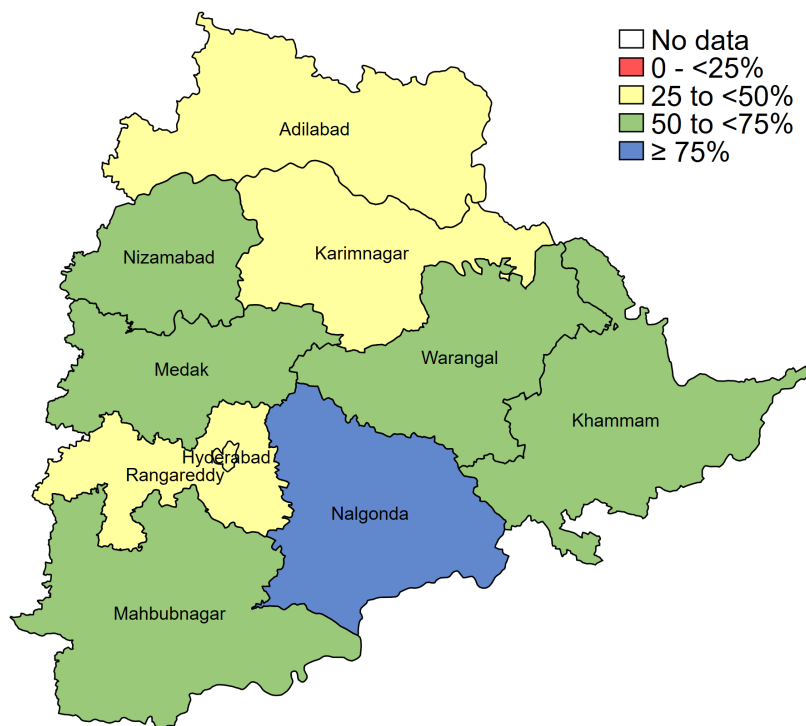 No data
0 - <25%
25 to <50%
50 to <75%
≥ 75%
Adilabad
Nizamabad
Karimnagar
Medak
Warangal
Khammam
Hyderabad
Rangareddy
Nalgonda
Mahbubnagar